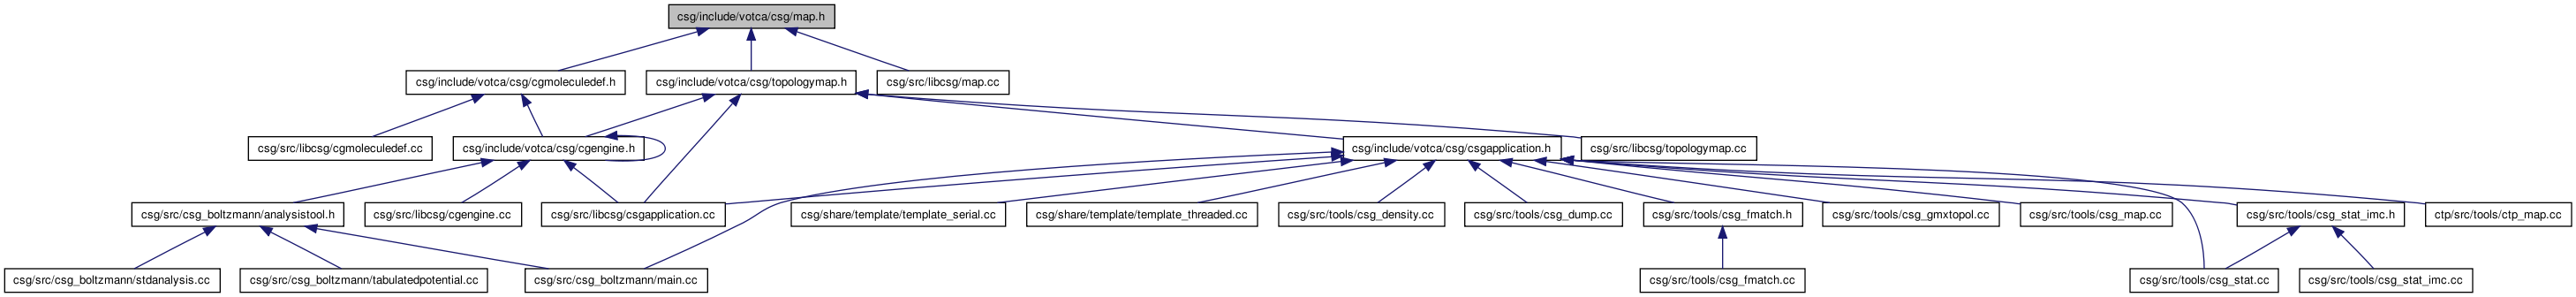 csg/include/votca/csg/map.h
csg/include/votca/csg/cgmoleculedef.h
csg/include/votca/csg/topologymap.h
csg/src/libcsg/map.cc
csg/src/libcsg/cgmoleculedef.cc
csg/include/votca/csg/cgengine.h
csg/include/votca/csg/csgapplication.h
csg/src/libcsg/topologymap.cc
csg/src/csg_boltzmann/analysistool.h
csg/src/libcsg/cgengine.cc
csg/src/libcsg/csgapplication.cc
csg/share/template/template_serial.cc
csg/share/template/template_threaded.cc
csg/src/tools/csg_density.cc
csg/src/tools/csg_dump.cc
csg/src/tools/csg_fmatch.h
csg/src/tools/csg_gmxtopol.cc
csg/src/tools/csg_map.cc
csg/src/tools/csg_stat_imc.h
ctp/src/tools/ctp_map.cc
csg/src/csg_boltzmann/stdanalysis.cc
csg/src/csg_boltzmann/tabulatedpotential.cc
csg/src/csg_boltzmann/main.cc
csg/src/tools/csg_fmatch.cc
csg/src/tools/csg_stat.cc
csg/src/tools/csg_stat_imc.cc